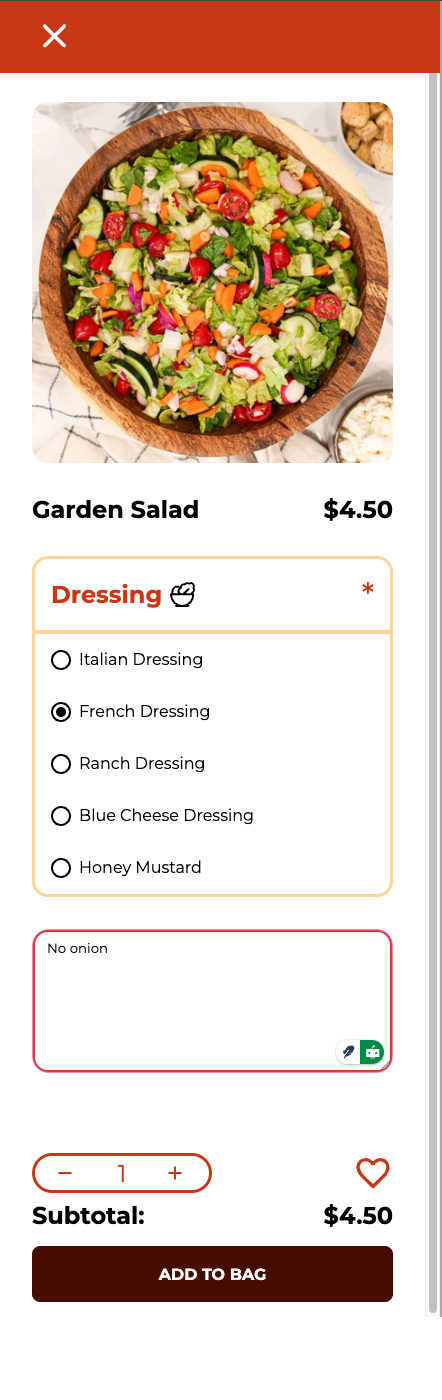 Garden Salad $4.50
Dressing *
Italian Dressing
French Dressing
Ranch Dressing
Blue Cheese Dressing
Honey Mustard
No onion
− 1 +
Subtotal: $4.50
ADD TO BAG